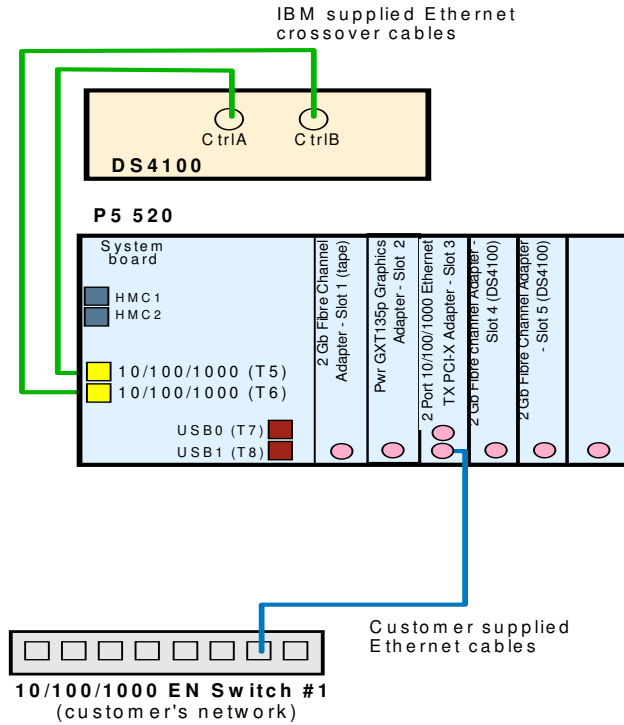 IBM supplied Ethernet
crossover cables
CtrlA
CtrlB
DS4100
P5 520
System
board
HMC1
HMC2
10/100/1000 (T5)
10/100/1000 (T6)
USB0 (T7)
USB1 (T8)
2 Gb Fibre Channel
Adapter - Slot 1 (tape)
Pwr GXT135p Graphics
Adapter - Slot 2
2 Port 10/100/1000 Ethernet
TX PCI-X Adapter - Slot 3
2 Gb Fibre channel Adapter -
Slot 4 (DS4100)
2 Gb Fibre Channel Adapter
- Slot 5 (DS4100)
Customer supplied
Ethernet cables
10/100/1000 EN Switch #1
(customer's network)